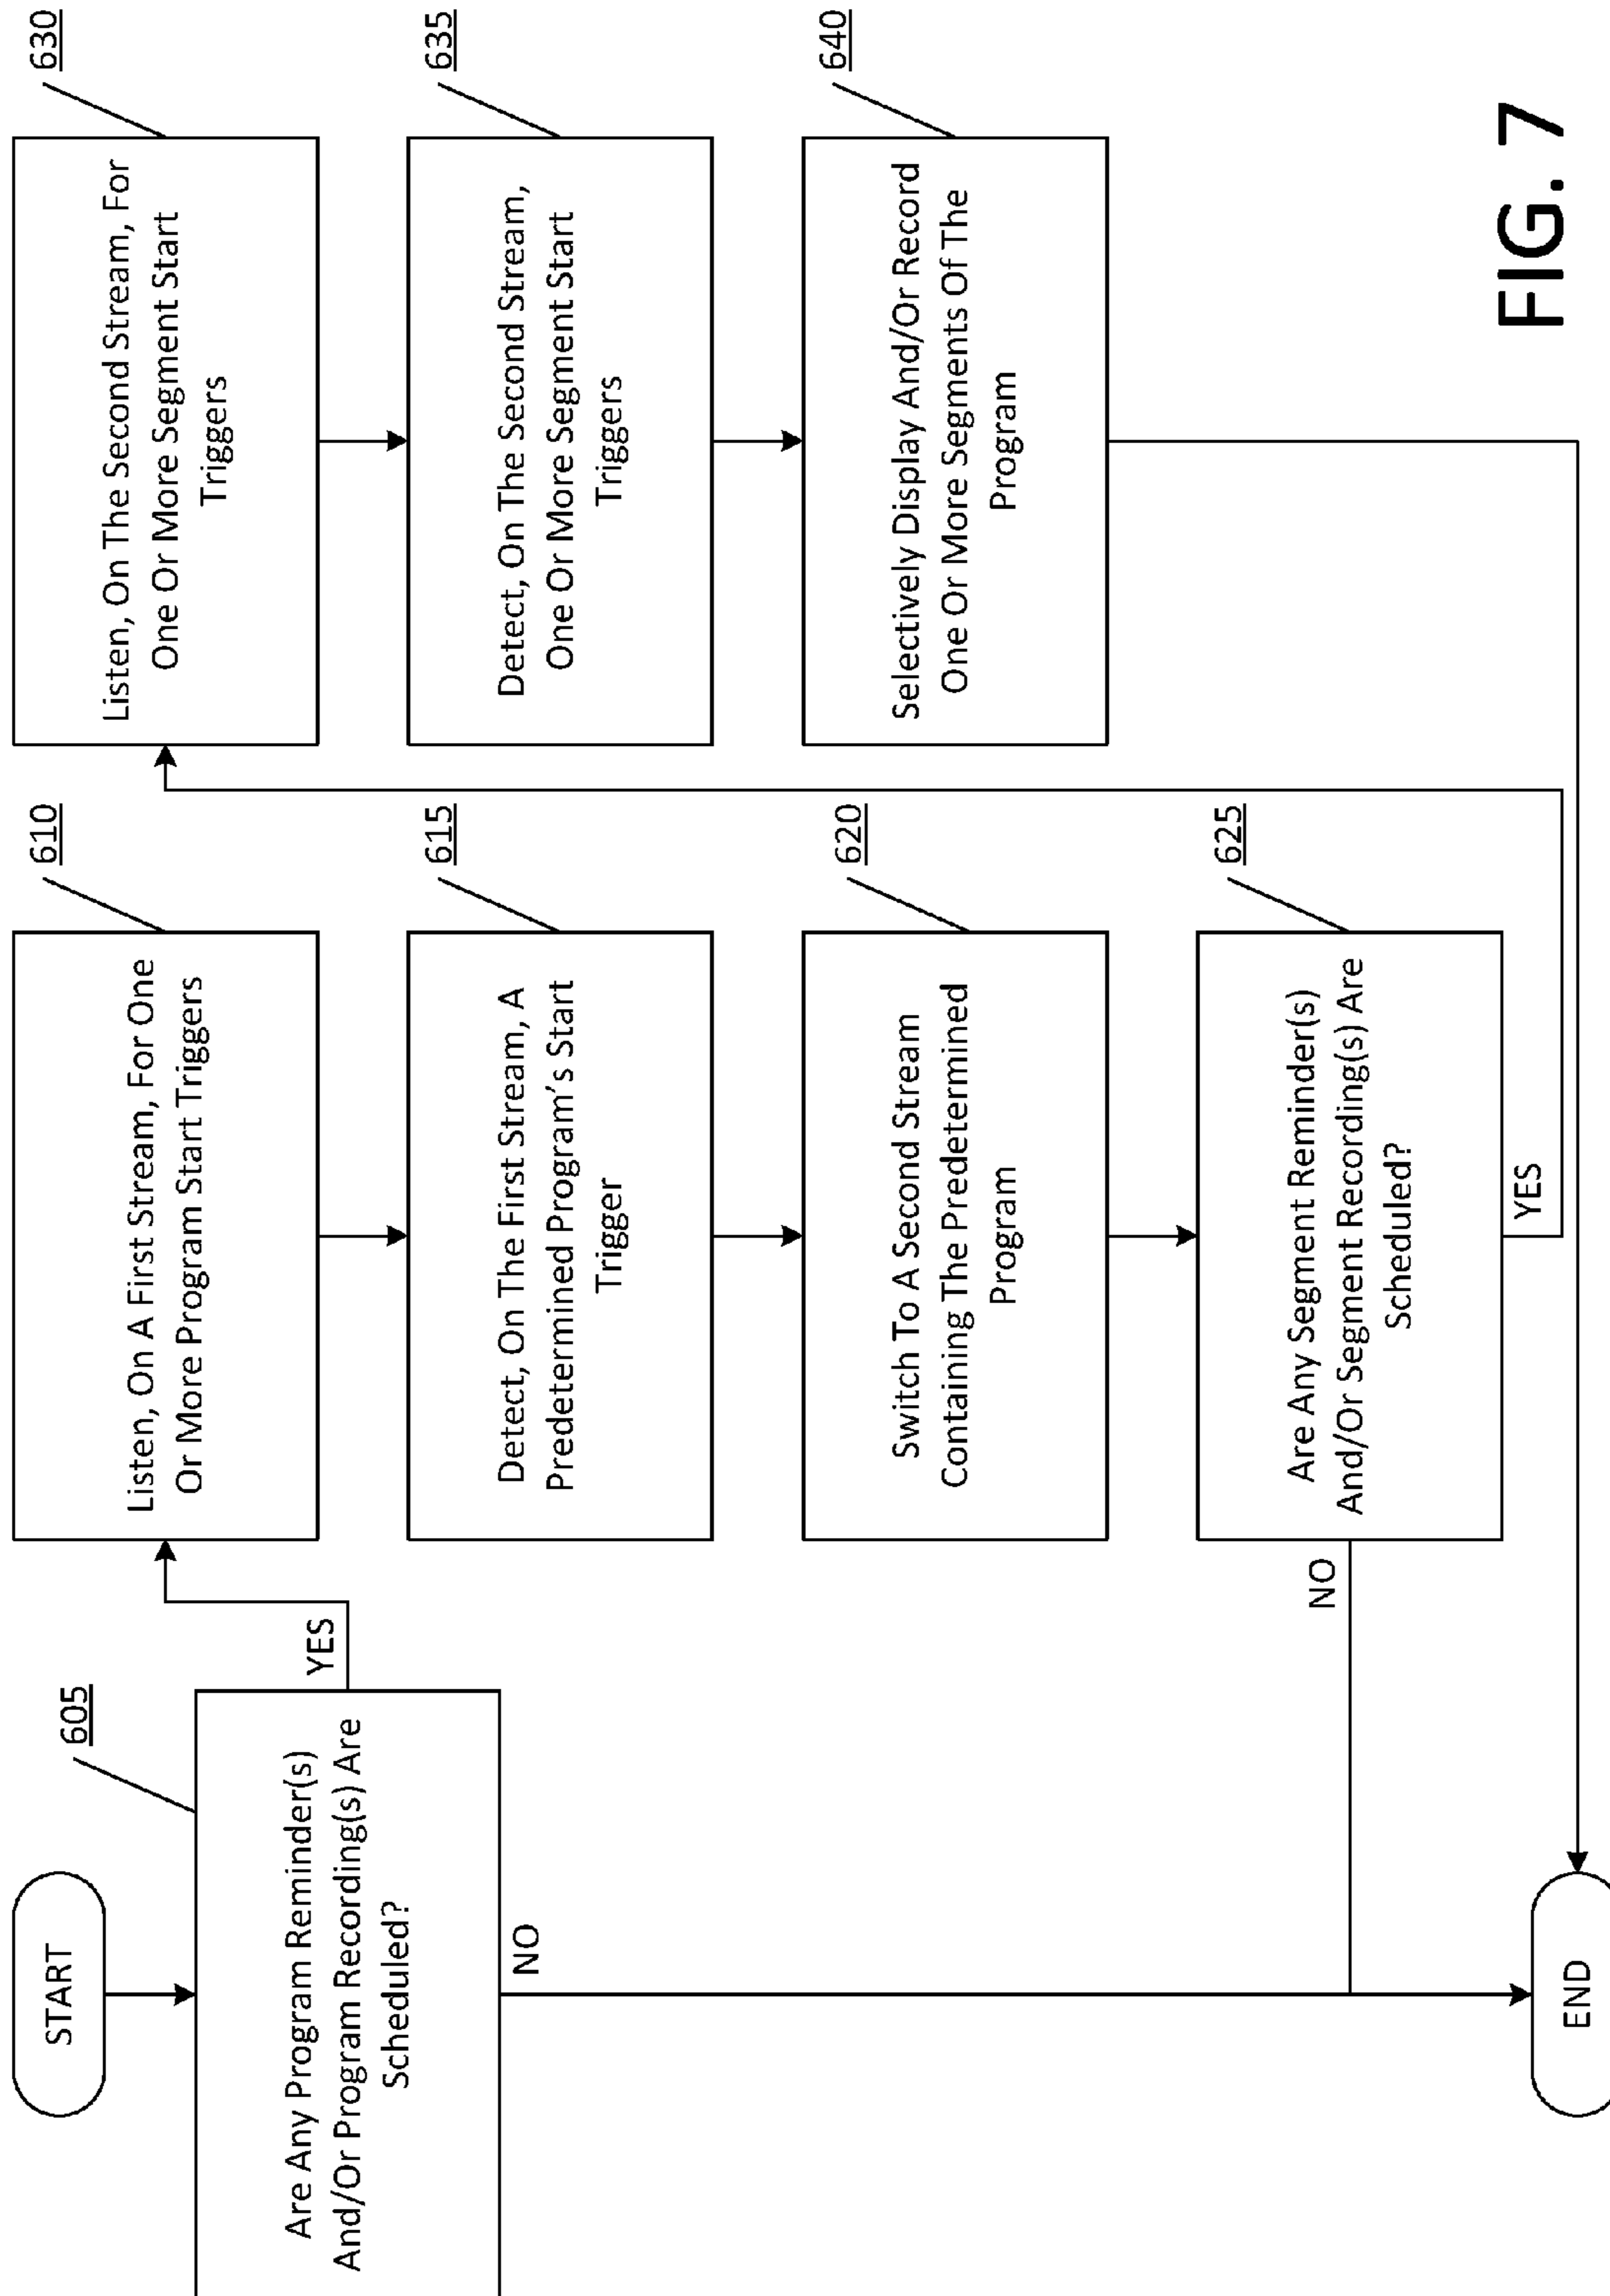 START
605
Are Any Program Reminder(s)
And/Or Program Recording(s) Are
Scheduled?
YES
NO
610
Listen, On A First Stream, For One
Or More Program Start Triggers
615
Detect, On The First Stream, A
Predetermined Program's Start
Trigger
620
Switch To A Second Stream
Containing The Predetermined
Program
625
Are Any Segment Reminder(s)
And/Or Segment Recording(s) Are
Scheduled?
NO
YES
630
Listen, On The Second Stream, For
One Or More Segment Start
Triggers
635
Detect, On The Second Stream,
One Or More Segment Start
Triggers
640
Selectively Display And/Or Record
One Or More Segments Of The
Program
END
FIG. 7